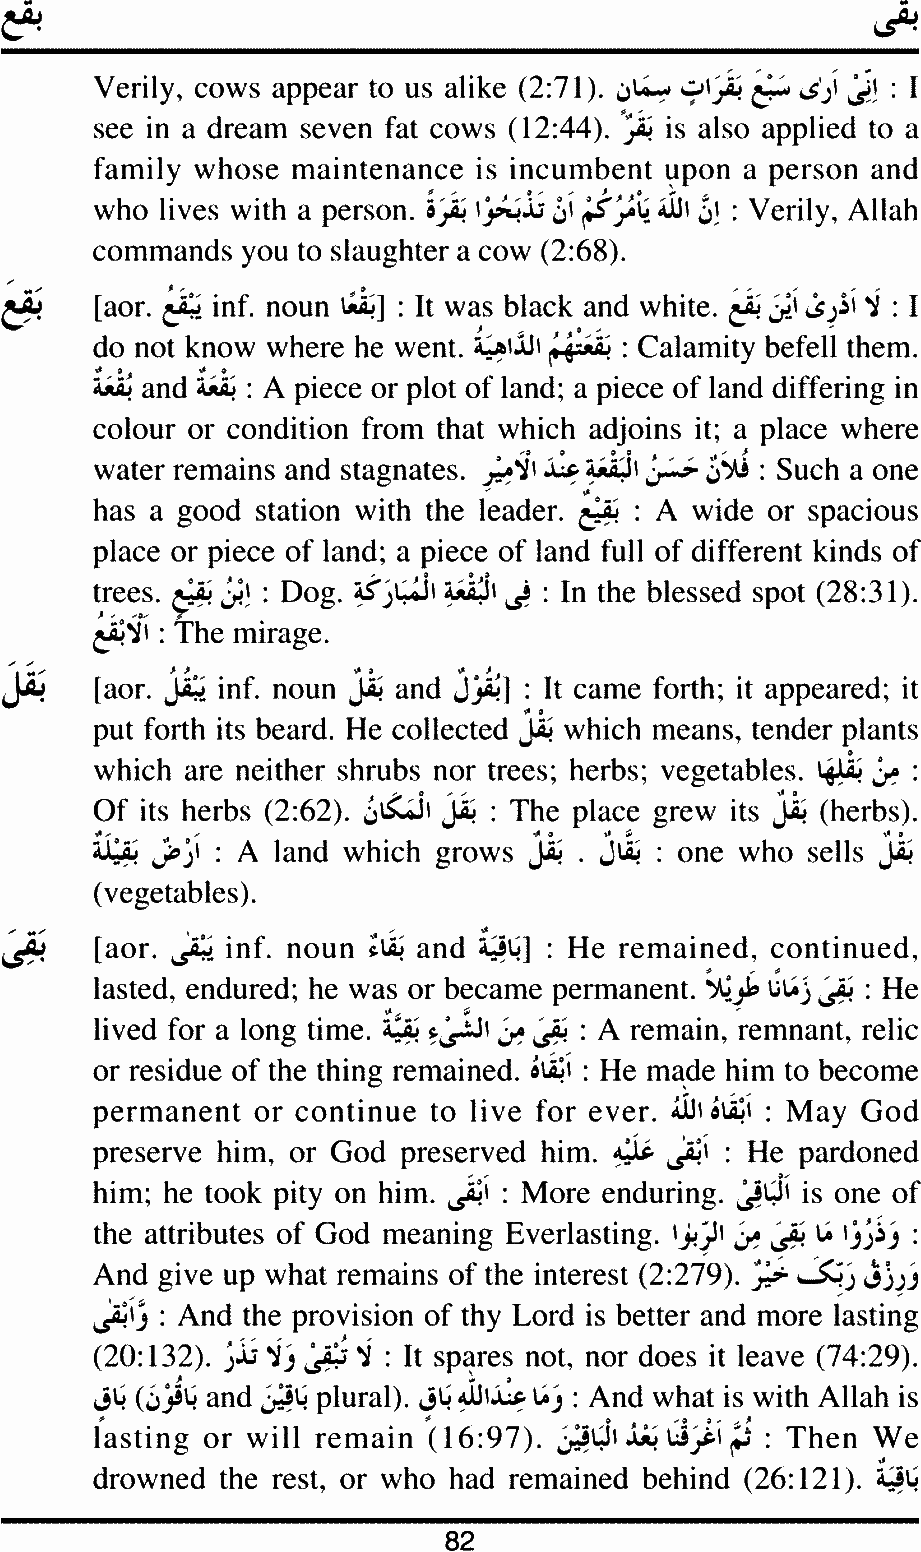 بقع بقى
Verily, cows appear to us alike (2:71). اِنِّیْۤ اَرٰی سَبْعَ بَقَرَاتٍ سِمَانٍ : I
see in a dream seven fat cows (12:44). بَقَرٌ is also applied to a
family whose maintenance is incumbent upon a person and
who lives with a person. اِنَّ اللّٰهَ يَاْمُرُكُمْ اَنْ تَذْبَحُوْا بَقَرَةً : Verily, Allah
commands you to slaughter a cow (2:68).
بَقِعَ [aor. يَبْقَعُ inf. noun بَقَعًا] : It was black and white. لَا اَدْرِیْ اَيْنَ بَقَعَ : I
do not know where he went. بَقَعَتْهُمُ الدَّاهِيَةُ : Calamity befell them.
بُقْعَةٌ and بَقْعَةٌ : A piece or plot of land; a piece of land differing in
colour or condition from that which adjoins it; a place where
water remains and stagnates. فُلَانٌ حَسَنُ الْبُقْعَةِ عِنْدَ الْاَمِيْرِ : Such a one
has a good station with the leader. بَقِيْعٌ : A wide or spacious
place or piece of land; a piece of land full of different kinds of
trees. اِبْنُ بَقِيْعٍ : Dog. فِی الْبُقْعَةِ الْمُبَارَكَةِ : In the blessed spot (28:31).
اَلْاَبْقَعُ : The mirage.
بَقَلَ [aor. يَبْقُلُ inf. noun بَقْلٌ and بُقُوْلٌ] : It came forth; it appeared; it
put forth its beard. He collected بَقْلٌ which means, tender plants
which are neither shrubs nor trees; herbs; vegetables. مِنْ بَقْلِهَا :
Of its herbs (2:62). بَقَلَ الْمَكَانُ : The place grew its بَقْلٌ (herbs).
اَرْضٌ بَقِيْلَةٌ : A land which grows بَقْلٌ . بَقَّالٌ : one who sells بَقْلٌ
(vegetables).
بَقِیَ [aor. يَبْقٰی inf. noun بَقَاءٌ and بَاقِيَةٌ] : He remained, continued,
lasted, endured; he was or became permanent. بَقِیَ زَمَانًا طَوِيْلًا : He
lived for a long time. بَقِیَ مِنَ الشَّیْءِ بَقِيَّةٌ : A remain, remnant, relic
or residue of the thing remained. اَبْقَاهُ : He made him to become
permanent or continue to live for ever. اَبْقَاهُ اللّٰهُ : May God
preserve him, or God preserved him. اَبْقٰی عَلَيْهِ : He pardoned
him; he took pity on him. اَبْقٰی : More enduring. اَلْبَاقِیْ is one of
the attributes of God meaning Everlasting. وَذَرُوْا مَا بَقِیَ مِنَ الرِّبٰوا :
And give up what remains of the interest (2:279). وَرِزْقُ رَبِّکَ خَيْرٌ
وَّاَبْقٰی : And the provision of thy Lord is better and more lasting
(20:132). لَا تُبْقِیْ وَلَا تَذَرُ : It spares not, nor does it leave (74:29).
بَاقٍ (بَاقُوْنَ and بَاقِيْنَ plural). وَمَا عِنْدَ اللّٰهِ بَاقٍ : And what is with Allah is
lasting or will remain (16:97). ثُمَّ اَغْرَقْنَا بَعْدُ الْبَاقِيْنَ : Then We
drowned the rest, or who had remained behind (26:121). بَاقِيَةٌ
82